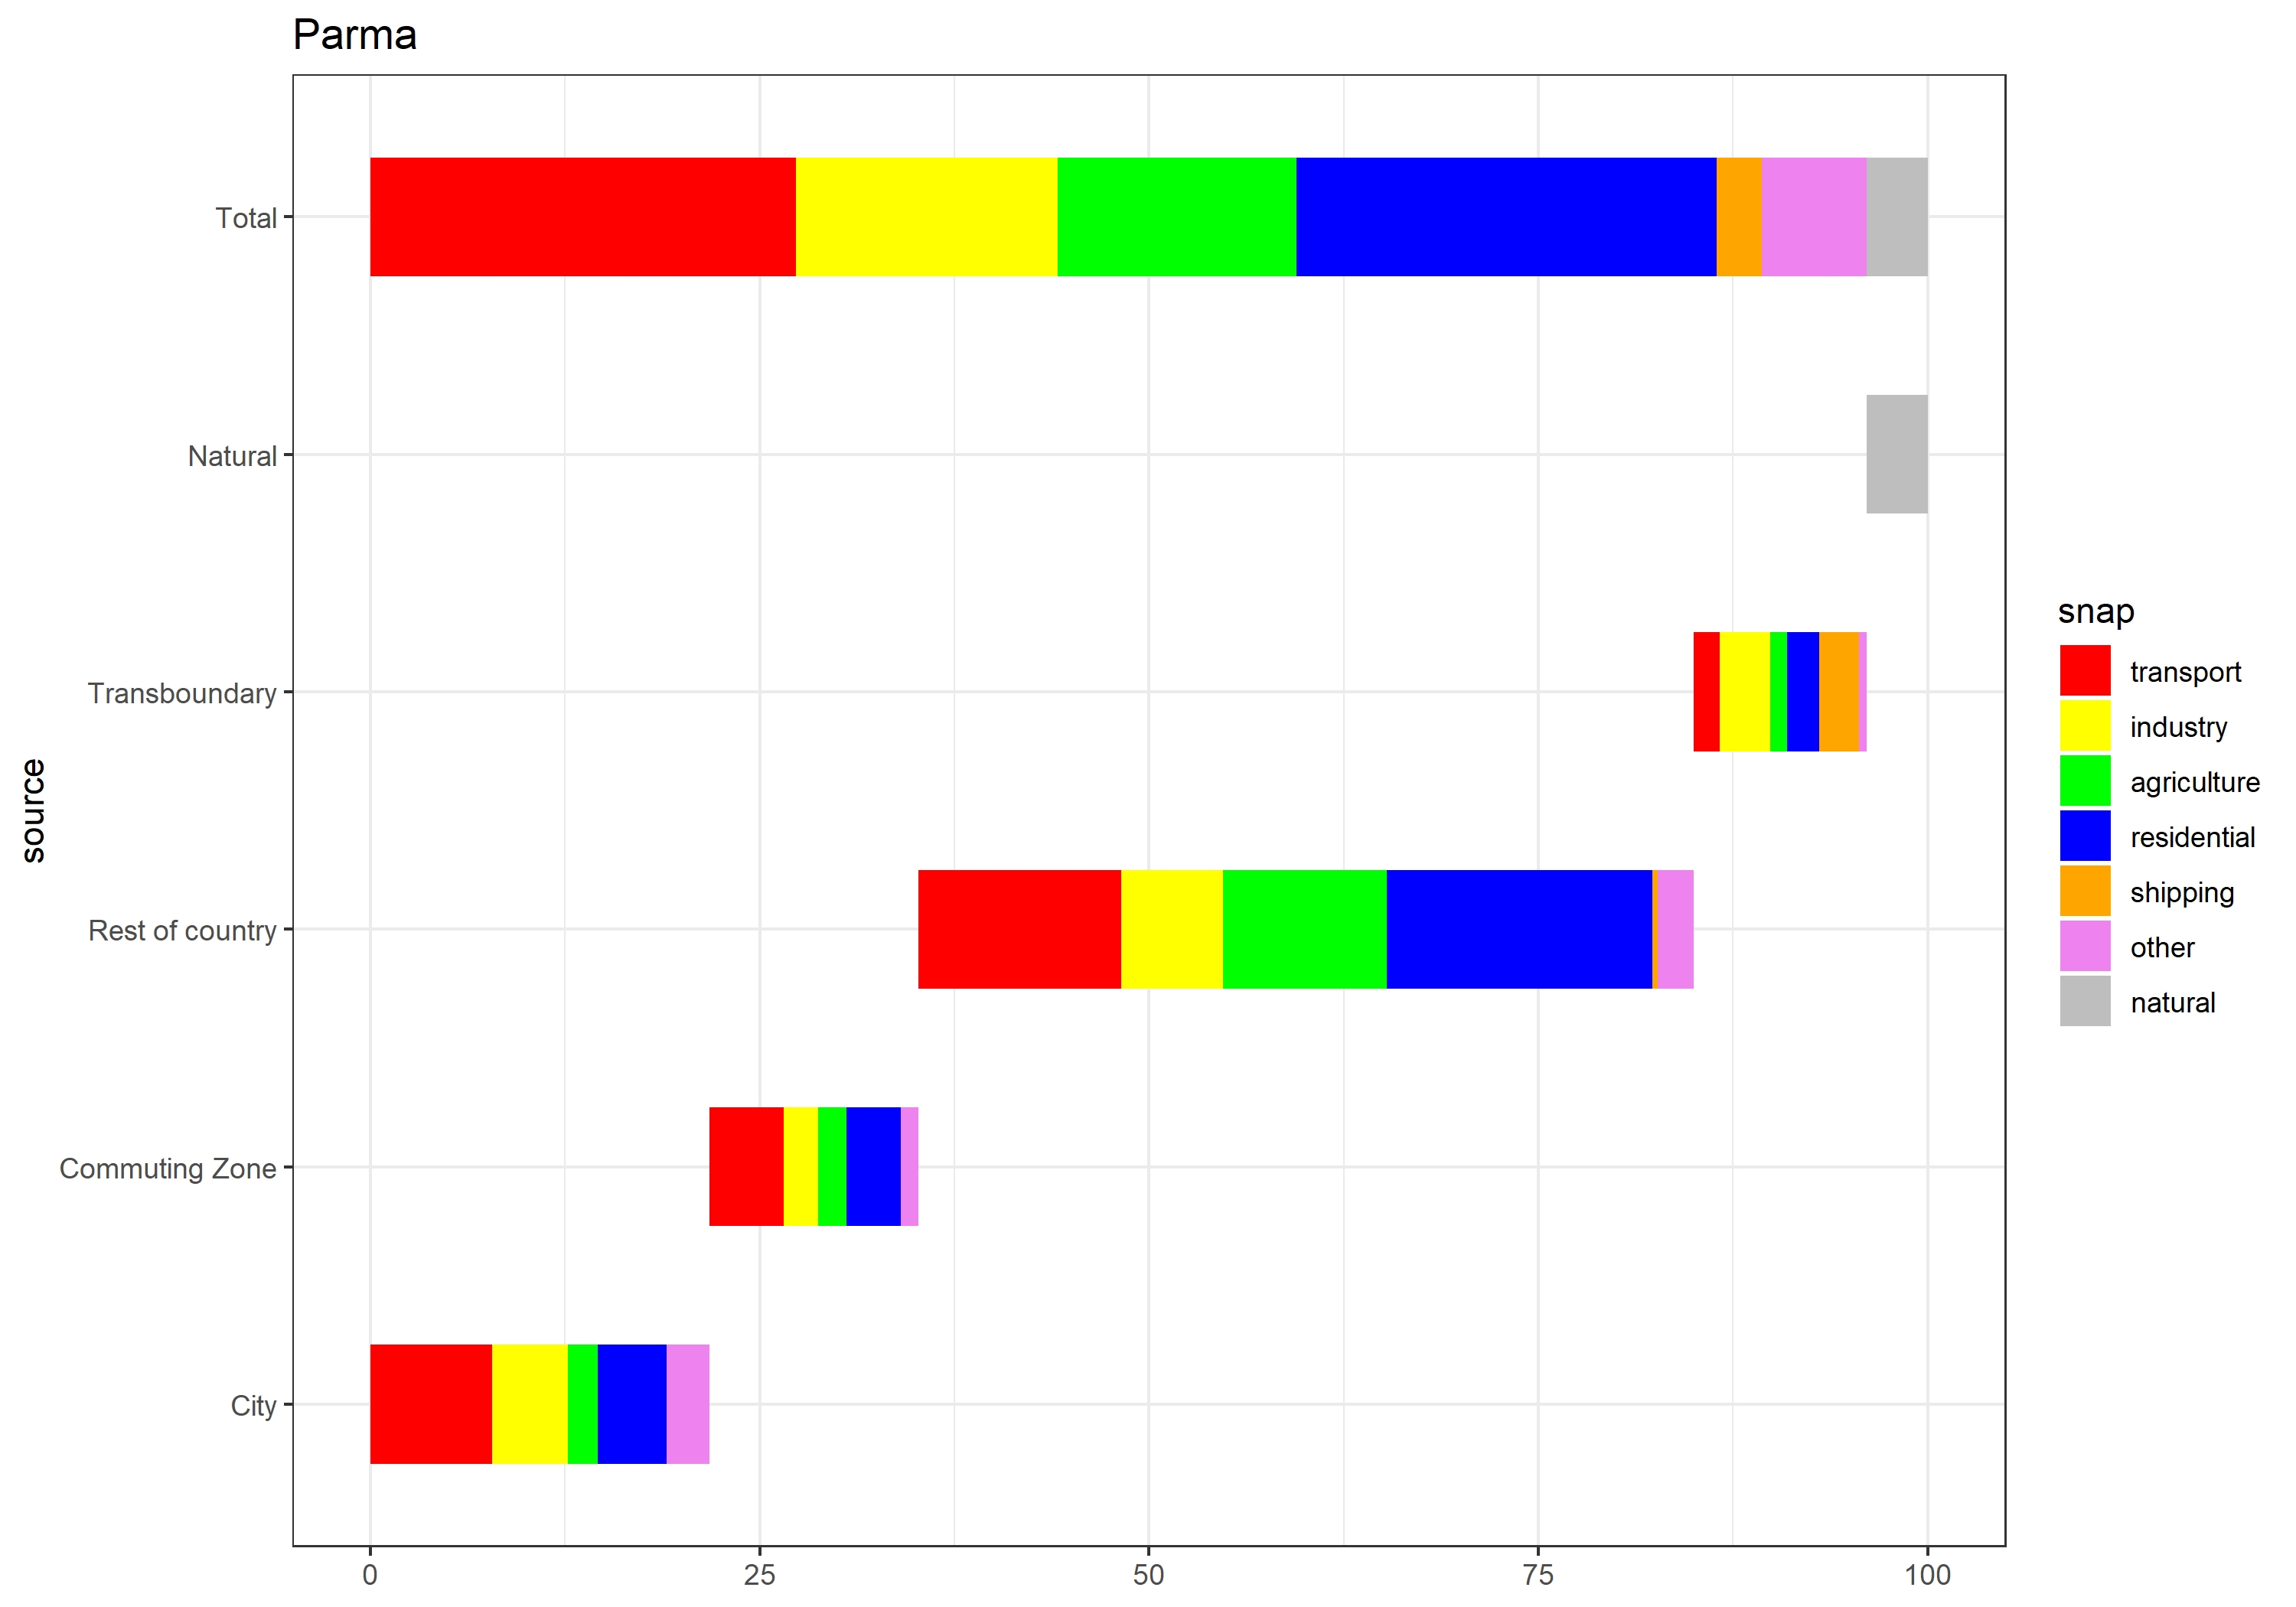 Parma
source
Total
Natural
Transboundary
Rest of country
Commuting Zone
City
0 25 50 75 100
snap
transport
industry
agriculture
residential
shipping
other
natural